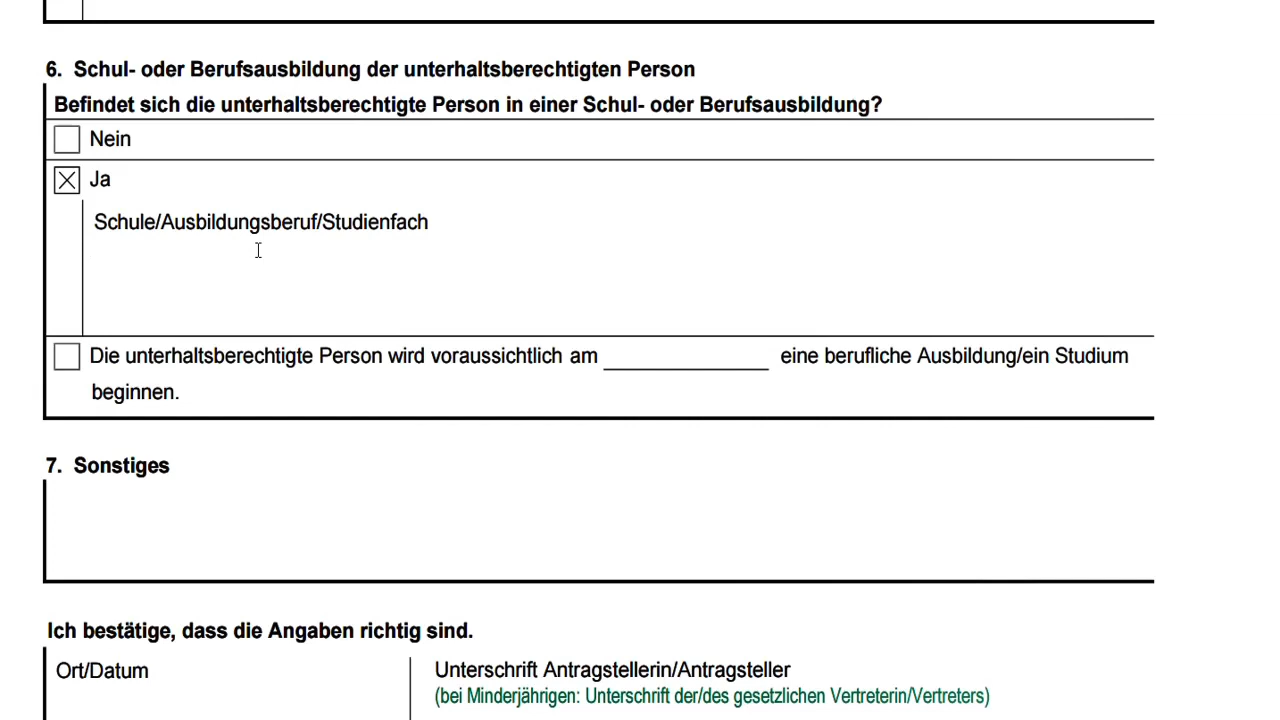 6. Schul- oder Berufsausbildung der unterhaltsberechtigten Person
Befindet sich die unterhaltsberechtigte Person in einer Schul- oder Berufsausbildung?
Nein
Ja
Schule/Ausbildungsberuf/Studienfach
Die unterhaltsberechtigte Person wird voraussichtlich am eine berufliche Ausbildung/ein Studium
beginnen.
7. Sonstiges
Ich bestätige, dass die Angaben richtig sind.
Ort/Datum
Unterschrift Antragstellerin/Antragsteller
(bei Minderjährigen: Unterschrift der/des gesetzlichen Vertreterin/Vertreters)